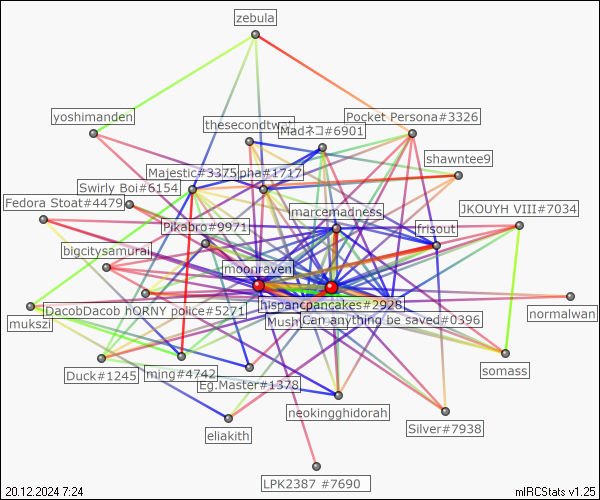 zebula
yoshimanden
thesecondtwat
Pocket Persona#3326
Madネコ#6901
shawntee9
Majestic#3375
pha#1717
Swirly Boi#6154
Fedora Stoat#4479
marcemadness
JKOUYH VIII#7034
Pikabro#9971
frisout
bigcitysamurai
moonraven
DacobDacob hORNY police#5271
hispanc
pancakes#2928
normalwan
mukszi
Mush
Can anything be saved#0396
Duck#1245
ming#4742
somass
Eg.Master#1378
neokingghidorah
Silver#7938
eliakith
LPK2387 #7690
20.12.2024 7:24
mIRCStats v1.25